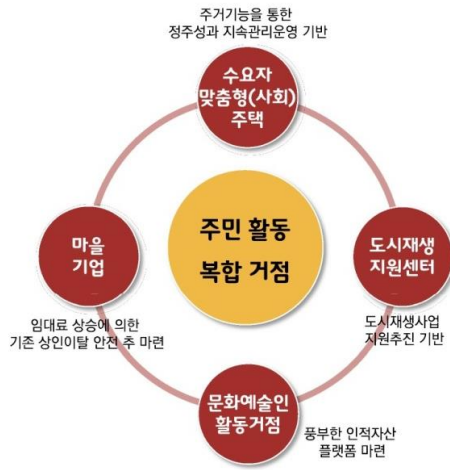 주거기능을 통한
정주성과 지속관리운영 기반
수요자
맞춤형(사회)
주택
주민 활동
복합 거점
마을
기업
임대료 상승에 의한
기존 상인이탈 안전 추 마련
도시재생
지원센터
도시재생사업
지원추진 기반
문화예술인
활동거점
풍부한 인적자산
플랫폼 마련